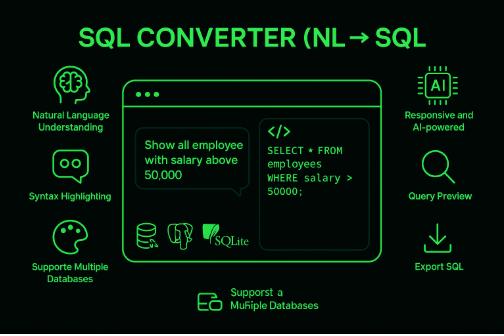 SQL CONVERTER (NL → SQL
Natural Language
Understanding
Syntax Highlighting
Supporte Multiple
Databases
Show all employee
with salary above
50,000
SQLite
</>
SELECT * FROM
employees
WHERE salary >
50000;
AI
Responsive and
AI-powered
Query Preview
Export SQL
Supporst a
Multiple Databases